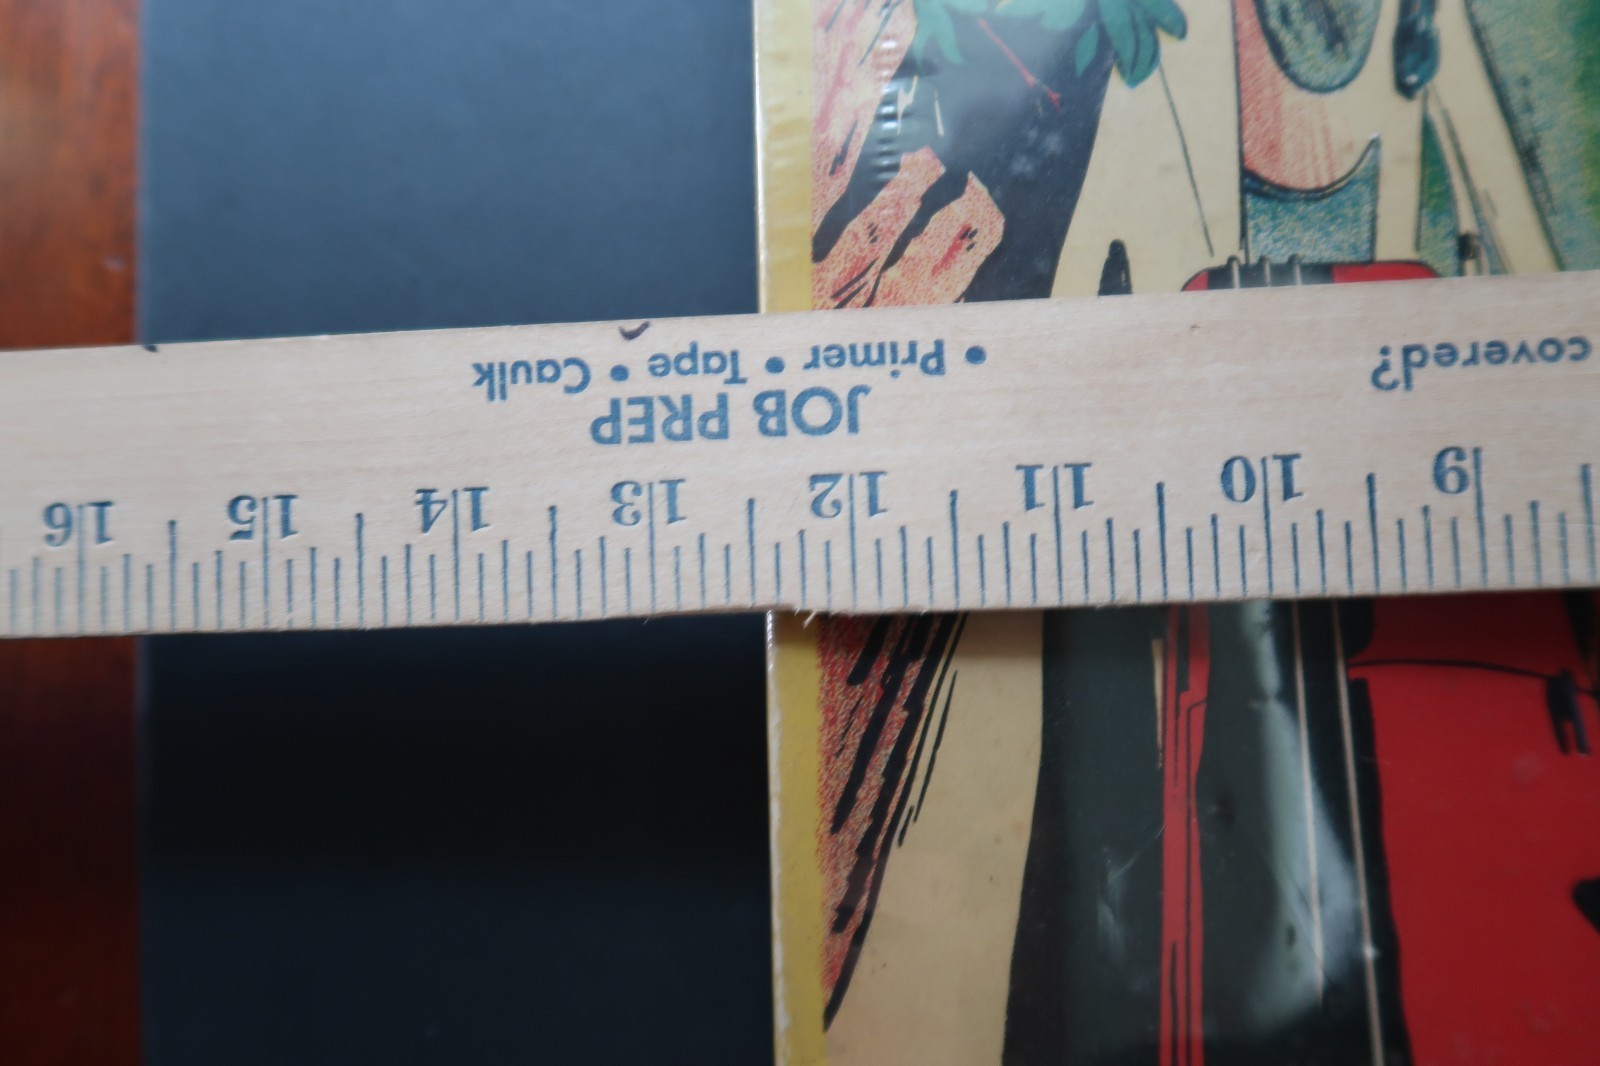 covered?
• Primer • Tape • Caulk
JOB PREP
9 10 11 12 13 14 15 16